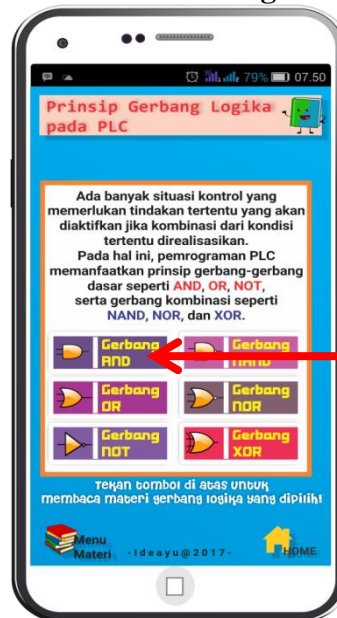 79% 07.50
Prinsip Gerbang Logika
pada PLC
Ada banyak situasi kontrol yang
memerlukan tindakan tertentu yang akan
diaktifkan jika kombinasi dari kondisi
tertentu direalisasikan.
Pada hal ini, pemrograman PLC
memanfaatkan prinsip gerbang-gerbang
dasar seperti AND, OR, NOT,
serta gerbang kombinasi seperti
NAND, NOR, dan XOR.
Gerbang
AND
Gerbang
NAND
Gerbang
OR
Gerbang
NOR
Gerbang
NOT
Gerbang
XOR
Tekan tombol di atas untuk
membaca materi gerbang logika yang dipilih!
Menu
Materi
-Ideayu@2017-
HOME